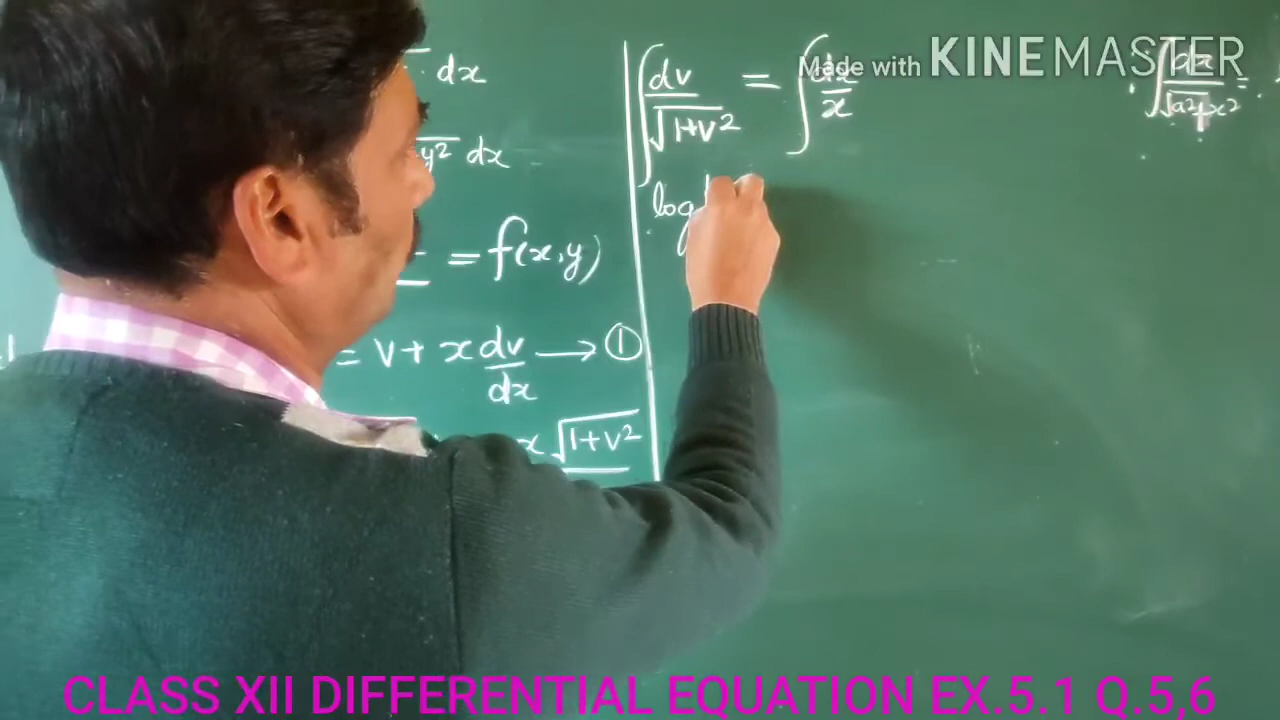 dx
y² dx
= f(x,y)
= v + x dv/dx → ①
x √1+v²
∫ dv/√1+v² = ∫ dx/x
log
Made with KINEMASTER
∫ dx/√a²+x² =
CLASS XII DIFFERENTIAL EQUATION EX.5.1 Q.5,6